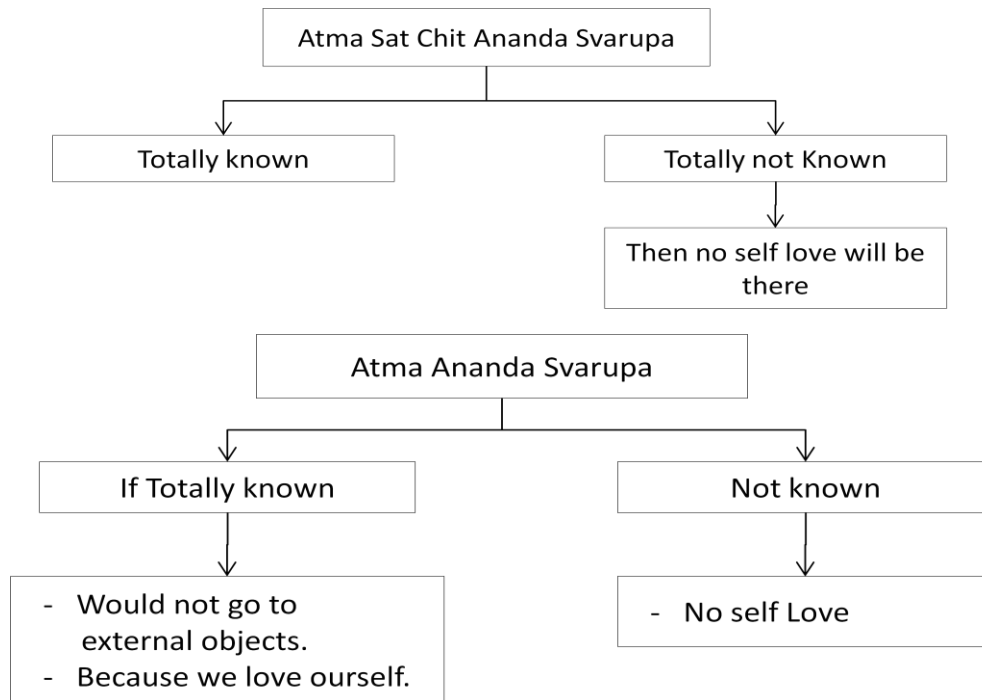 Atma Sat Chit Ananda Svarupa
Totally known
Totally not Known
Then no self love will be
there
Atma Ananda Svarupa
If Totally known
Not known
- Would not go to
external objects.
- Because we love ourself.
- No self Love